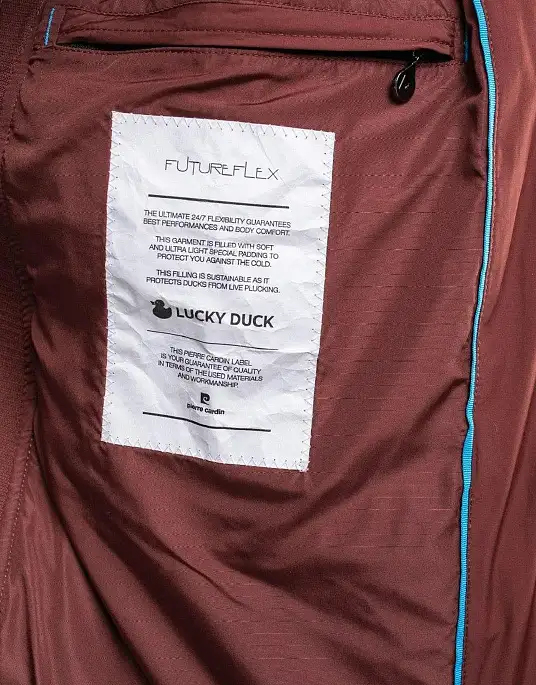 FUTUREFLEX
THE ULTIMATE 24/7 FLEXIBILITY GUARANTEES
BEST PERFORMANCES AND BODY COMFORT.
THIS GARMENT IS FILLED WITH SOFT
AND ULTRA LIGHT SPECIAL PADDING TO
PROTECT YOU AGAINST THE COLD.
THIS FILLING IS SUSTAINABLE AS IT
PROTECTS DUCKS FROM LIVE PLUCKING.
LUCKY DUCK
THIS PIERRE CARDIN LABEL
IS YOUR GUARANTEE OF QUALITY
IN TERMS OF THE USED MATERIALS
AND WORKMANSHIP.
pierre cardin